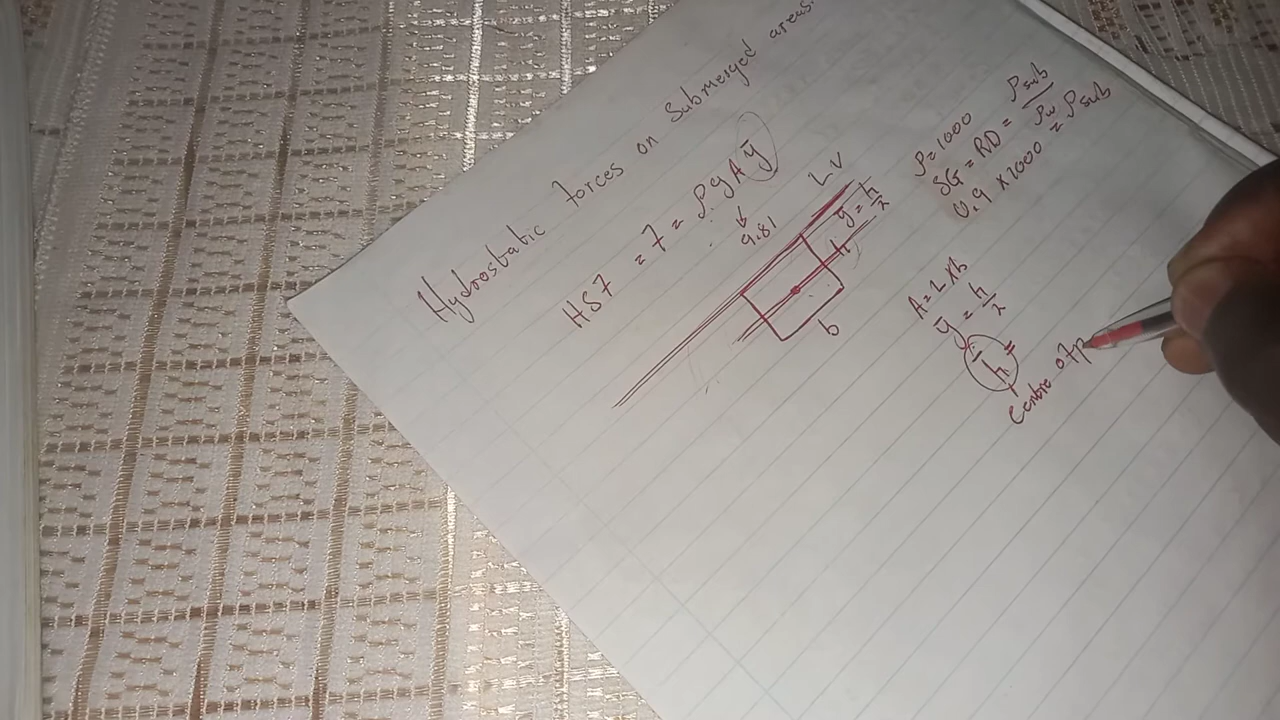 Hydrostatic Forces on Submerged areas.
HSF = F = ρgAȳ
9.81
LV
ȳ = h/2
h
b
ρ=1000
SG = RD = ρsub/ρw
0.9 x 1000 = ρsub
A = L x b
ȳ = h/2
h̄ =
Centre of p